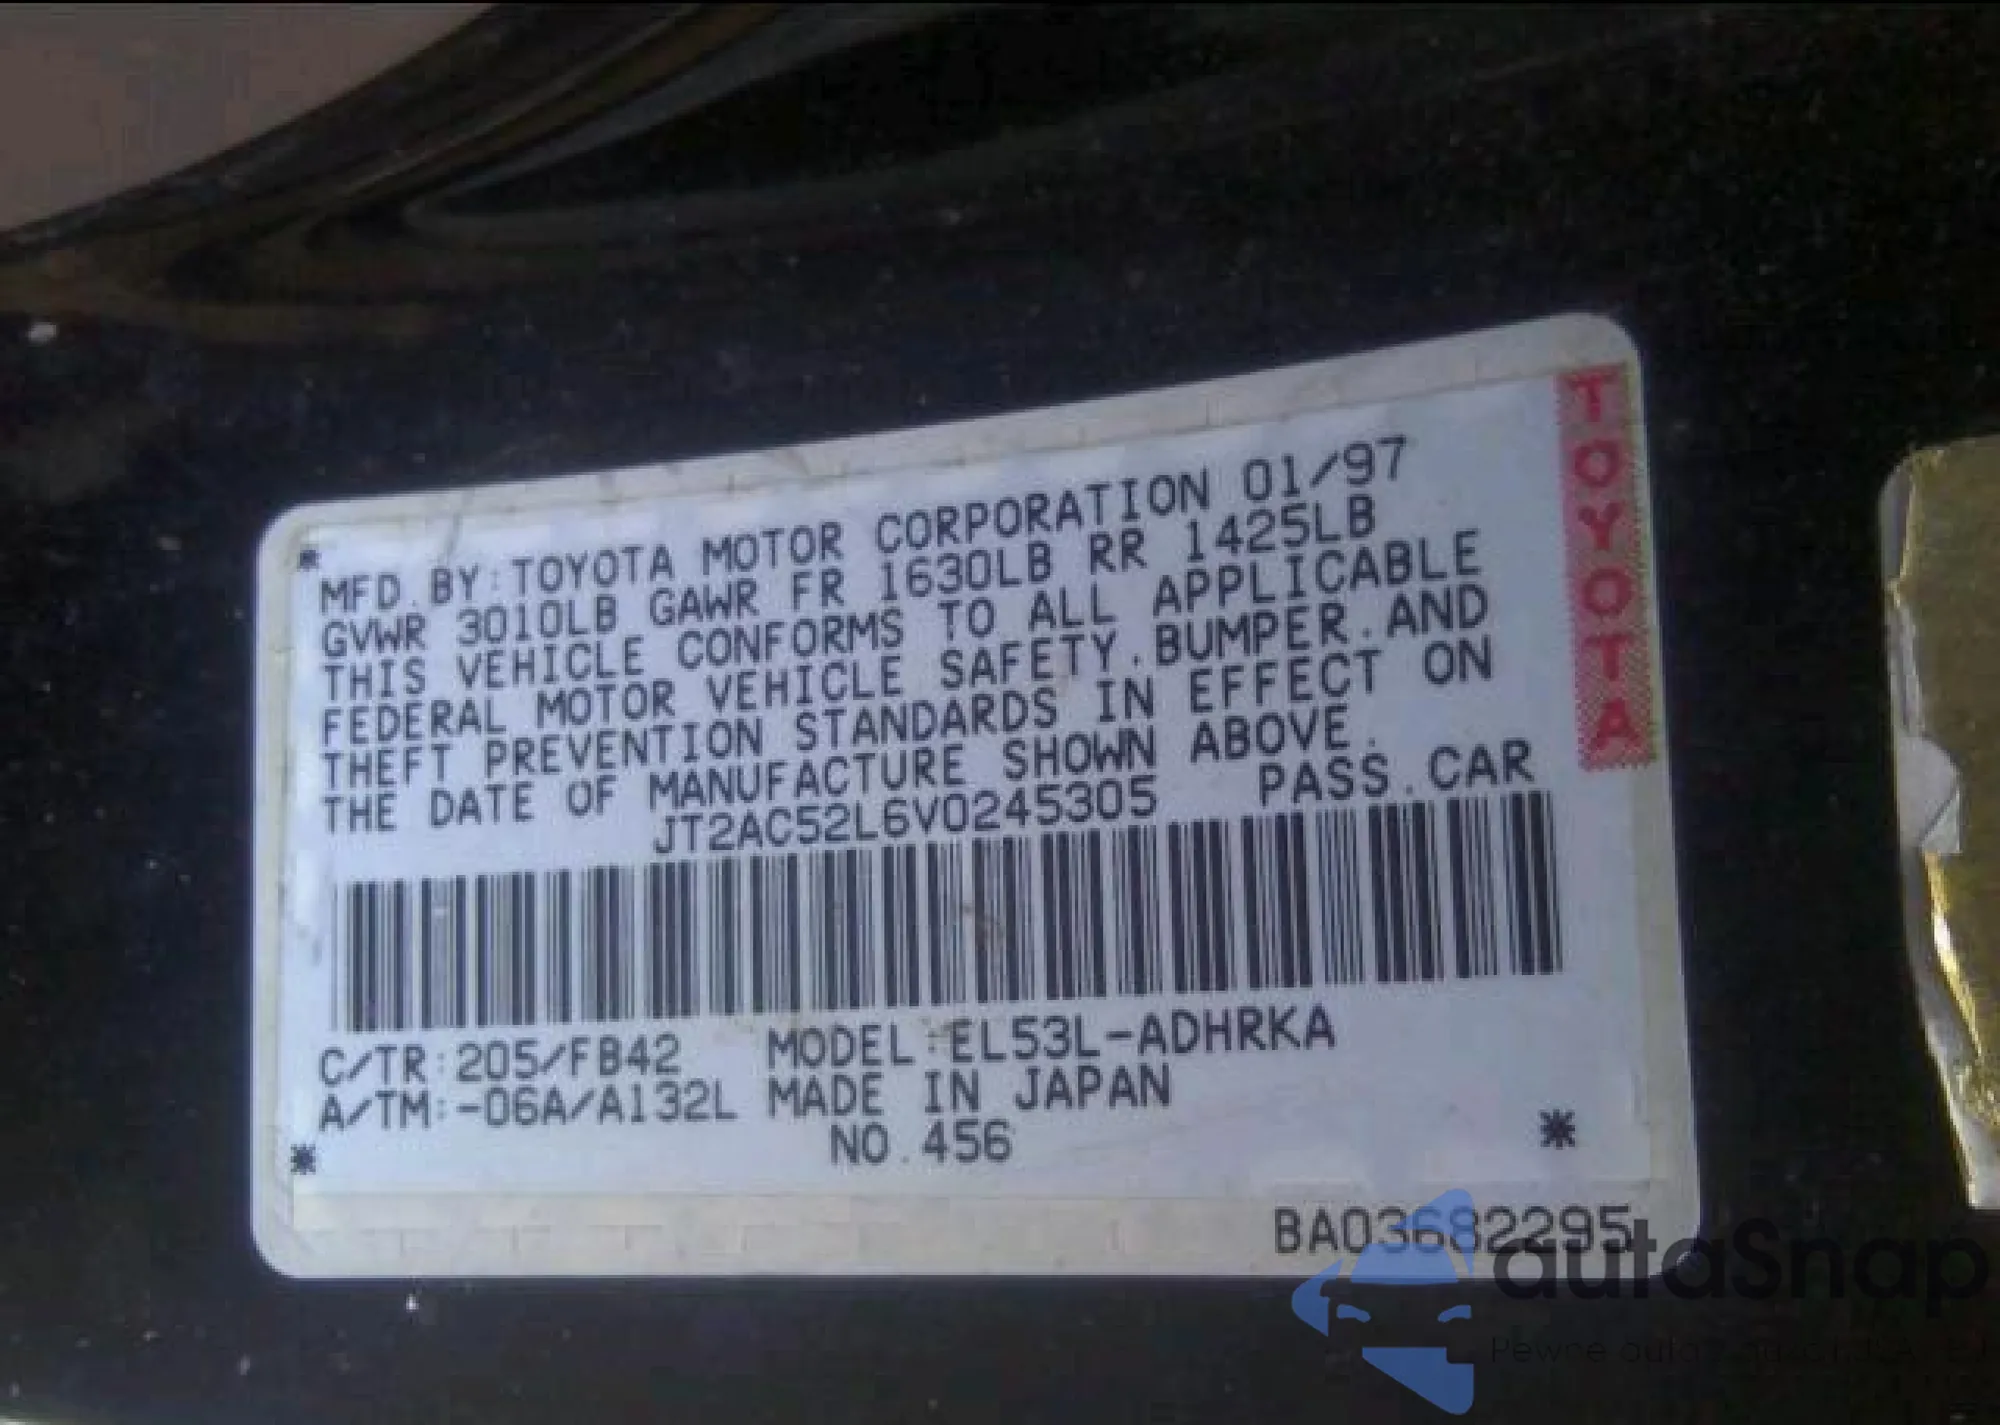 MFD.BY:TOYOTA MOTOR CORPORATION 01/97
GVWR 3010LB GAWR FR 1630LB RR 1425LB
THIS VEHICLE CONFORMS TO ALL APPLICABLE
FEDERAL MOTOR VEHICLE SAFETY.BUMPER.AND
THEFT PREVENTION STANDARDS IN EFFECT ON
THE DATE OF MANUFACTURE SHOWN ABOVE.
JT2AC52L6V0245305 PASS.CAR
C/TR:205/FB42 MODEL:EL53L-ADHRKA
A/TM:-06A/A132L MADE IN JAPAN
NO.456
BA03682295
TOYOTA
autaSnap
Pewne auta